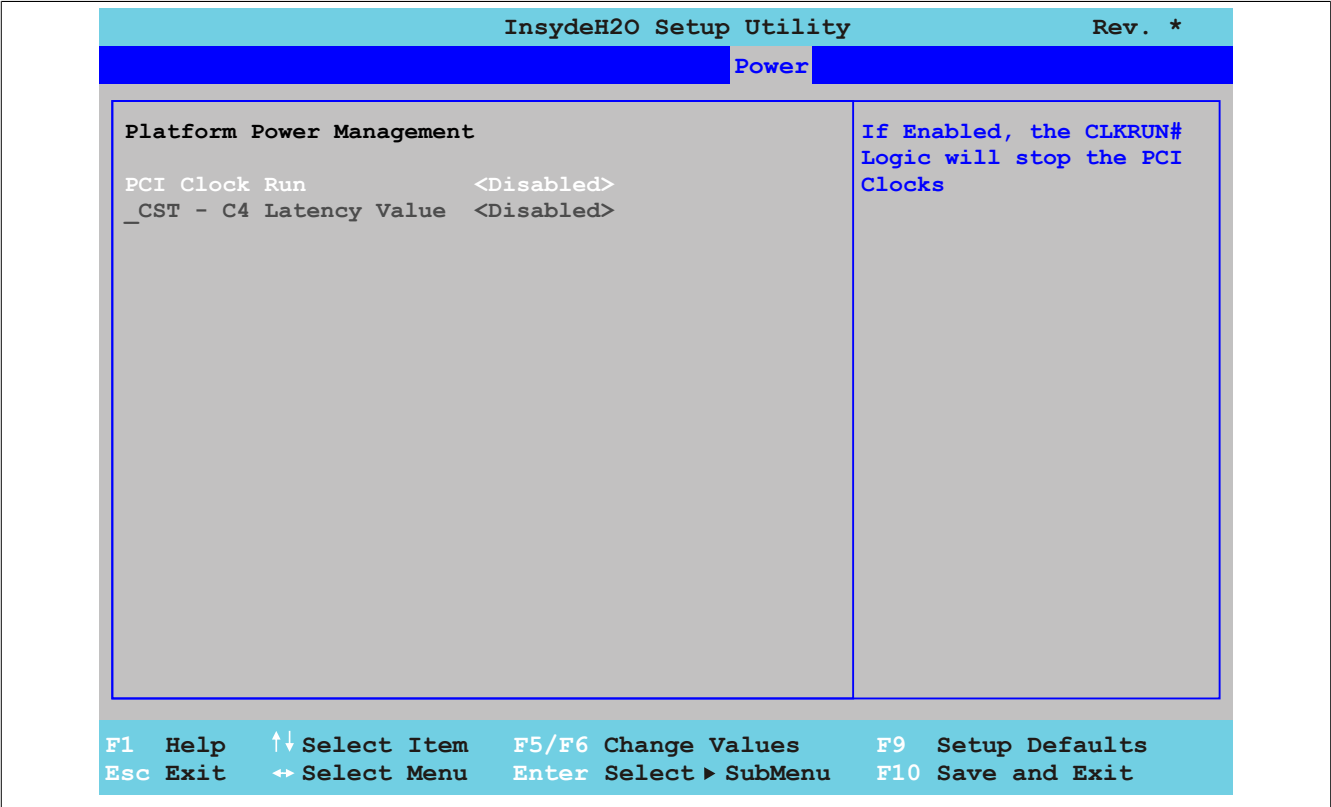 InsydeH2O Setup Utility Rev. *
Power
Platform Power Management
PCI Clock Run <Disabled>
_CST - C4 Latency Value <Disabled>
If Enabled, the CLKRUN#
Logic will stop the PCI
Clocks
F1 Help ↑↓ Select Item F5/F6 Change Values F9 Setup Defaults
Esc Exit ↔ Select Menu Enter Select ▶ SubMenu F10 Save and Exit